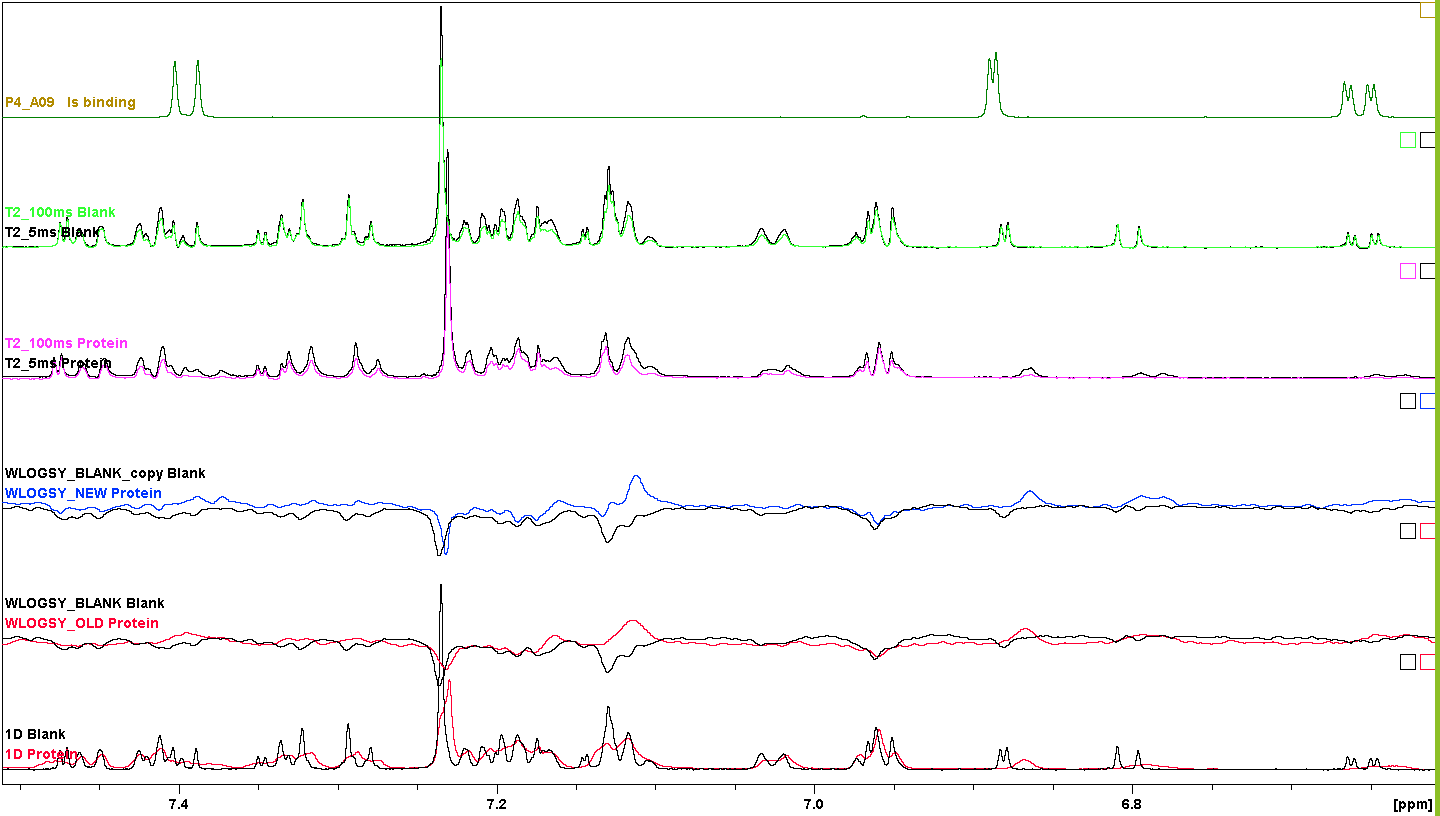 P4_A09 Is binding
T2_100ms Blank
T2_5ms Blank
T2_100ms Protein
T2_5ms Protein
WLOGSY_BLANK_copy Blank
WLOGSY_NEW Protein
WLOGSY_BLANK Blank
WLOGSY_OLD Protein
1D Blank
1D Protein
7.4 7.2 7.0 6.8 [ppm]